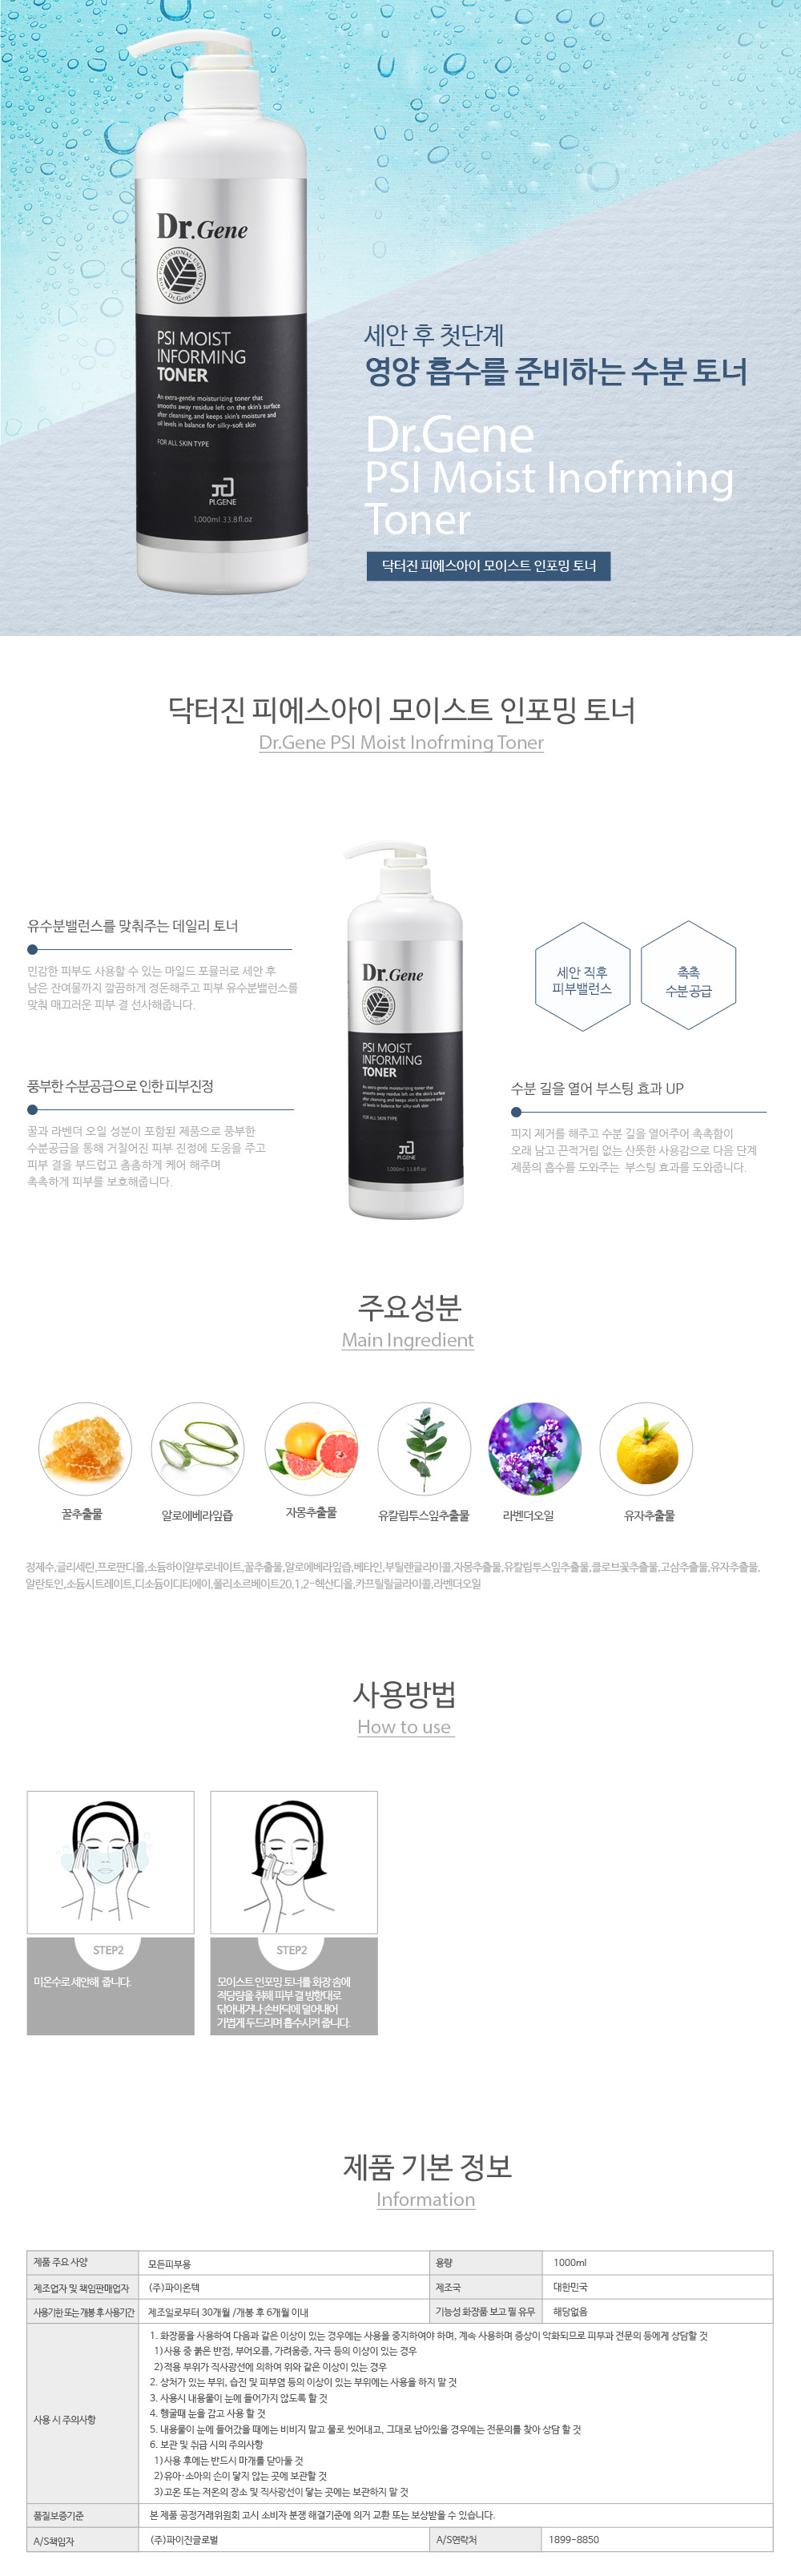 Dr.Gene
FOR PROFESSIONAL USE ONLY
Dr.Gene
PSI MOIST
INFORMING
TONER
An extra-gentle moisturizing toner that
smooths away residue left on the skin's surface
after cleansing, and keeps skin's moisture and
oil levels in balance for silky-soft skin
FOR ALL SKIN TYPE
PI.GENE
1,000ml 33.8fl.oz
세안 후 첫단계
영양 흡수를 준비하는 수분 토너
Dr.Gene
PSI Moist Inofrming
Toner
닥터진 피에스아이 모이스트 인포밍 토너
닥터진 피에스아이 모이스트 인포밍 토너
Dr.Gene PSI Moist Inofrming Toner
유수분밸런스를 맞춰주는 데일리 토너
민감한 피부도 사용할 수 있는 마일드 포뮬러로 세안 후
남은 잔여물까지 깔끔하게 정돈해주고 피부 유수분밸런스를
맞춰 매끄러운 피부 결 선사해줍니다.
풍부한 수분공급으로 인한 피부진정
꿀과 라벤더 오일 성분이 포함된 제품으로 풍부한
수분공급을 통해 거칠어진 피부 진정에 도움을 주고
피부 결을 부드럽고 촘촘하게 케어 해주며
촉촉하게 피부를 보호해줍니다.
Dr.Gene
PSI MOIST
INFORMING
TONER
An extra-gentle moisturizing toner that
smooths away residue left on the skin's surface
after cleansing, and keeps skin's moisture and
oil levels in balance for silky-soft skin
FOR ALL SKIN TYPE
PI.GENE
1,000ml 33.8fl.oz
세안 직후
피부밸런스
촉촉
수분공급
수분 길을 열어 부스팅 효과 UP
피지 제거를 해주고 수분 길을 열어주어 촉촉함이
오래 남고 끈적거림 없는 산뜻한 사용감으로 다음 단계
제품의 흡수를 도와주는 부스팅 효과를 도와줍니다.
주요성분
Main Ingredient
꿀추출물
알로에베라잎즙
자몽추출물
유칼립투스잎추출물
라벤더오일
유자추출물
정제수,글리세린,프로판디올,소듐하이알루로네이트,꿀추출물,알로에베라잎즙,베타인,부틸렌글라이콜,자몽추출물,유칼립투스잎추출물,클로브꽃추출물,고삼추출물,유자추출물,
알란토인,소듐시트레이트,디소듐이디티에이,폴리소르베이트20,1,2-헥산디올,카프릴릴글라이콜,라벤더오일
사용방법
How to use
STEP2
미온수로 세안해 줍니다.
STEP2
모이스트 인포밍 토너를 화장 솜에
적당량을 취해 피부 결 방향대로
닦아내거나 손바닥에 덜어내어
가볍게 두드리며 흡수시켜 줍니다.
제품 기본 정보
Information
제품 주요 사양 모든피부용 용량 1000ml
제조업자 및 책임판매업자 (주)파이온텍 제조국 대한민국
사용기한 또는 개봉 후 사용기간 제조일로부터 30개월 /개봉 후 6개월 이내 기능성 화장품 보고 필 유무 해당없음
사용 시 주의사항
1. 화장품을 사용하여 다음과 같은 이상이 있는 경우에는 사용을 중지하여야 하며, 계속 사용하며 증상이 악화되므로 피부과 전문의 등에게 상담할 것
1)사용 중 붉은 반점, 부어오름, 가려움증, 자극 등의 이상이 있는 경우
2)적용 부위가 직사광선에 의하여 위와 같은 이상이 있는 경우
2. 상처가 있는 부위, 습진 및 피부염 등의 이상이 있는 부위에는 사용을 하지 말 것
3. 사용시 내용물이 눈에 들어가지 않도록 할 것
4. 헹굴때 눈을 감고 사용 할 것
5. 내용물이 눈에 들어갔을 때에는 비비지 말고 물로 씻어내고, 그대로 남아있을 경우에는 전문의를 찾아 상담 할 것
6. 보관 및 취급 시의 주의사항
1)사용 후에는 반드시 마개를 닫아둘 것
2)유아·소아의 손이 닿지 않는 곳에 보관할 것
3)고온 또는 저온의 장소 및 직사광선이 닿는 곳에는 보관하지 말 것
품질보증기준 본 제품 공정거래위원회 고시 소비자 분쟁 해결기준에 의거 교환 또는 보상받을 수 있습니다.
A/S책임자 (주)파이진글로벌 A/S연락처 1899-8850